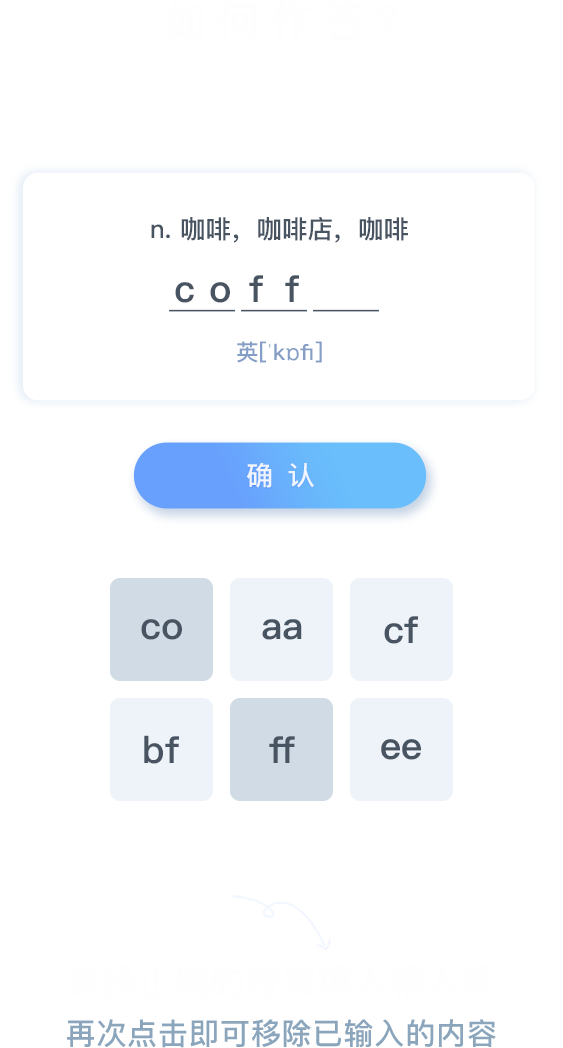 n. 咖啡，咖啡店，咖啡
c o f f
英[ˈkɒfi]
确 认
co aa cf
bf ff ee
再次点击即可移除已输入的内容